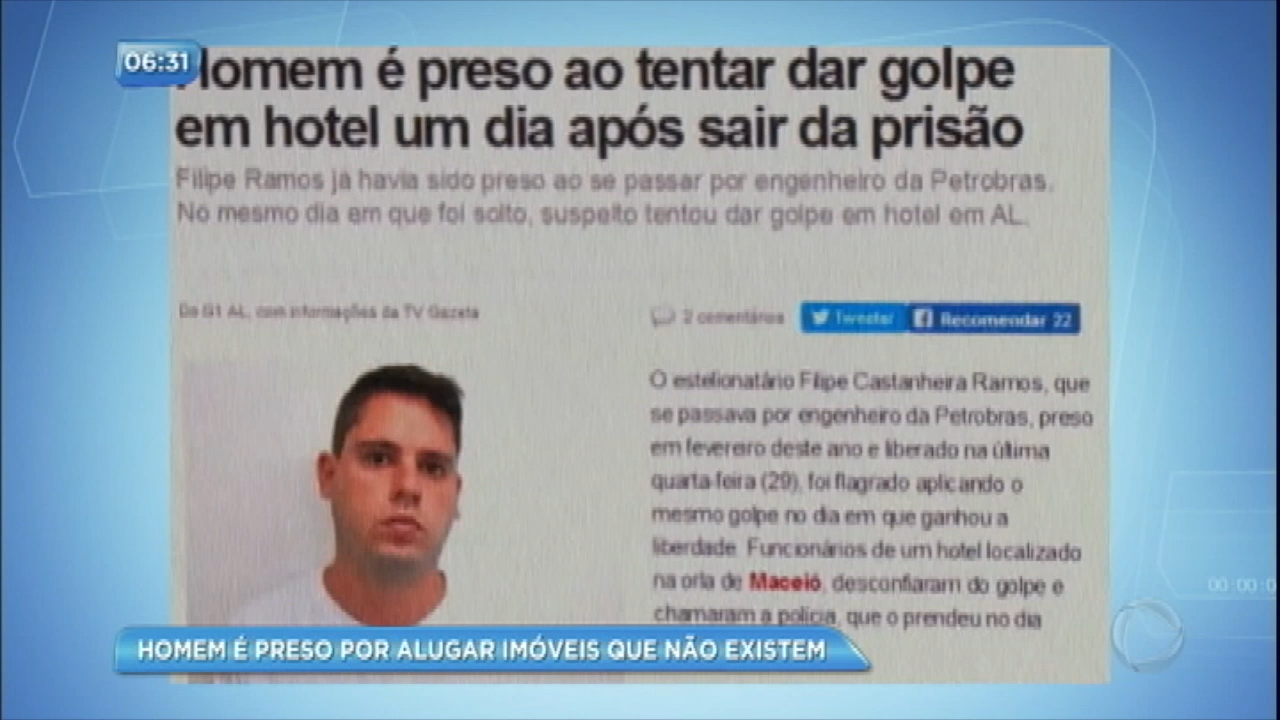 06:31
Homem é preso ao tentar dar golpe
em hotel um dia após sair da prisão
Filipe Ramos já havia sido preso ao se passar por engenheiro da Petrobras.
No mesmo dia em que foi solto, suspeito tentou dar golpe em hotel em AL.
Do G1 AL, com informações da TV Gazeta
2 comentários
Tweetar
Recomendar 22
O estelionatário Filipe Castanheira Ramos, que
se passava por engenheiro da Petrobras, preso
em fevereiro deste ano e liberado na última
quarta-feira (29), foi flagrado aplicando o
mesmo golpe no dia em que ganhou a
liberdade. Funcionários de um hotel localizado
na orla de Maceió, desconfiaram do golpe e
chamaram a polícia, que o prendeu no dia
00:00:0
HOMEM É PRESO POR ALUGAR IMÓVEIS QUE NÃO EXISTEM